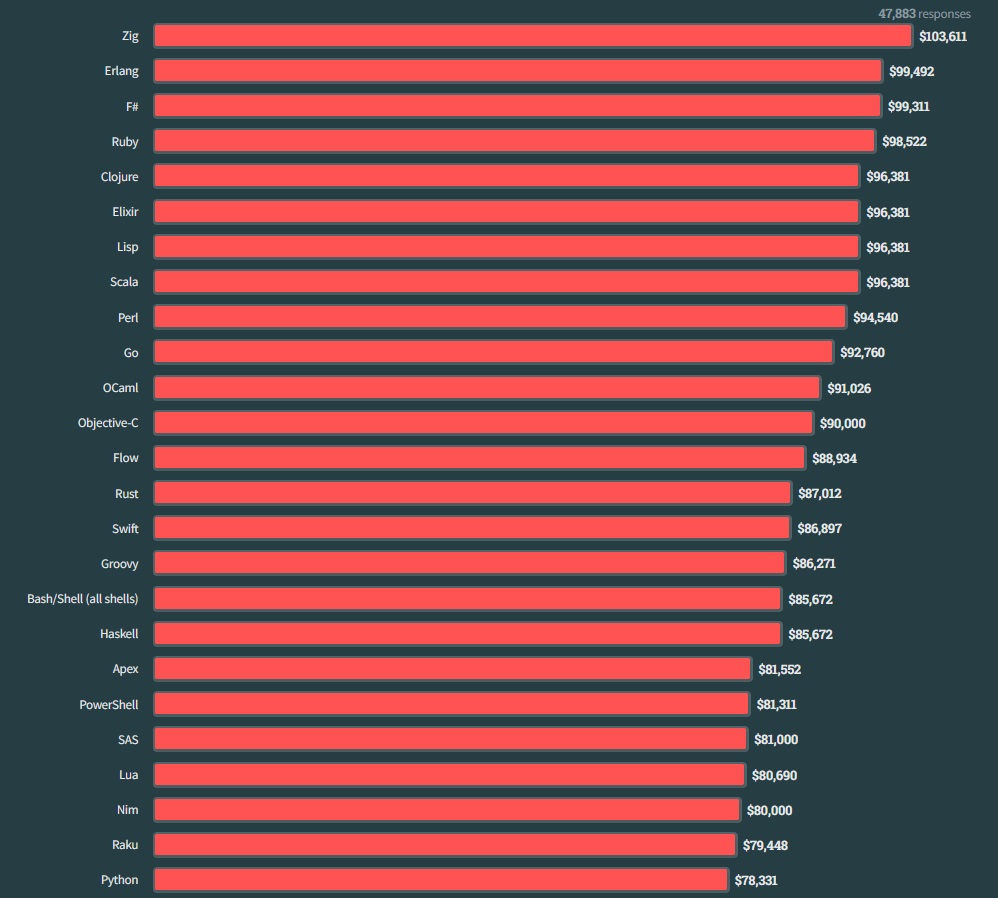 47,883 responses
Zig $103,611
Erlang $99,492
F# $99,311
Ruby $98,522
Clojure $96,381
Elixir $96,381
Lisp $96,381
Scala $96,381
Perl $94,540
Go $92,760
OCaml $91,026
Objective-C $90,000
Flow $88,934
Rust $87,012
Swift $86,897
Groovy $86,271
Bash/Shell (all shells) $85,672
Haskell $85,672
Apex $81,552
PowerShell $81,311
SAS $81,000
Lua $80,690
Nim $80,000
Raku $79,448
Python $78,331